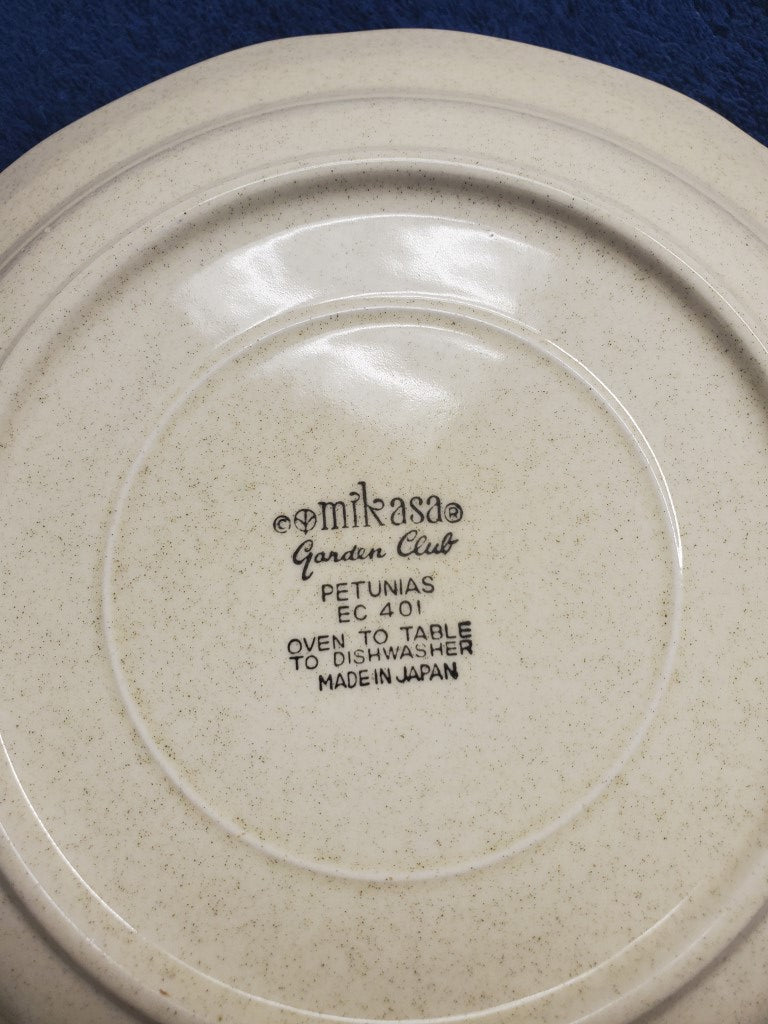 © mikasa®
Garden Club
PETUNIAS
EC 401
OVEN TO TABLE
TO DISHWASHER
MADE IN JAPAN